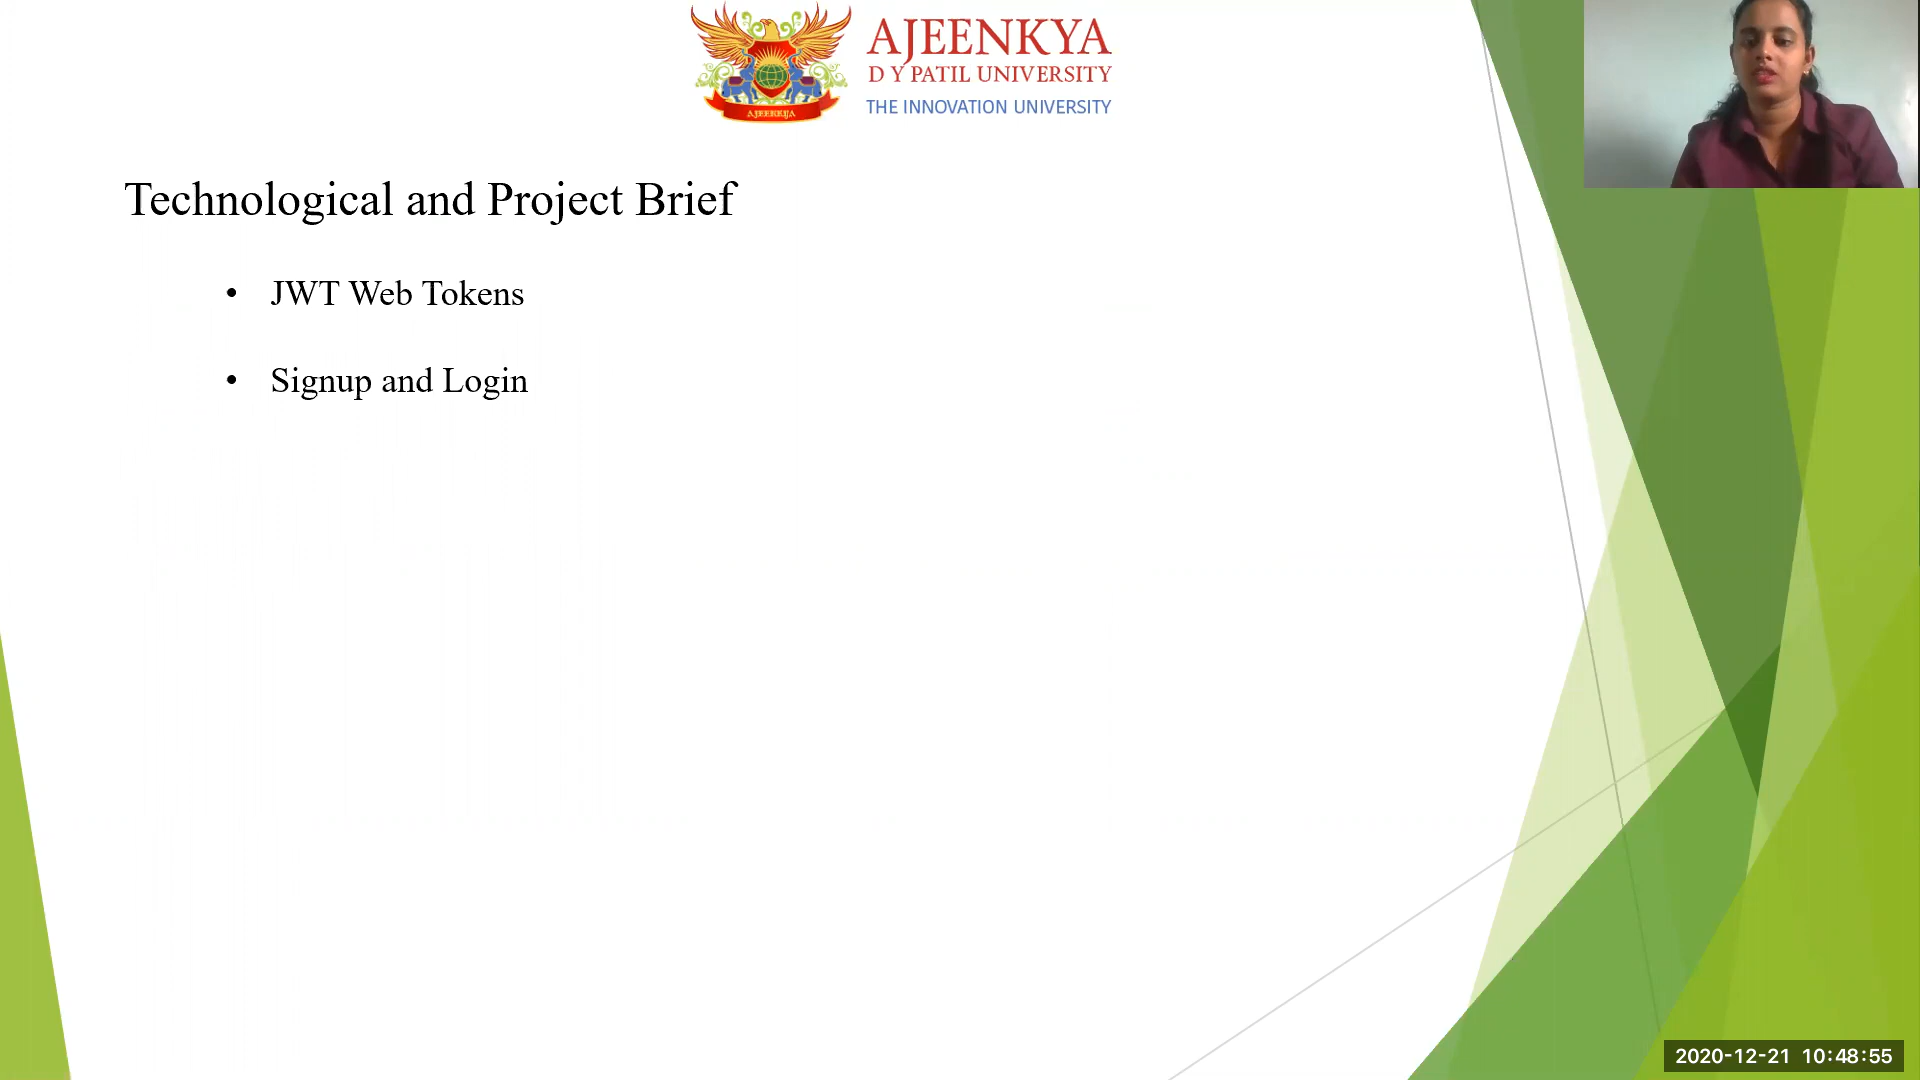 AJEENKYA
D Y PATIL UNIVERSITY
THE INNOVATION UNIVERSITY
AJEENKYA
Technological and Project Brief
• JWT Web Tokens
• Signup and Login
2020-12-21 10:48:55